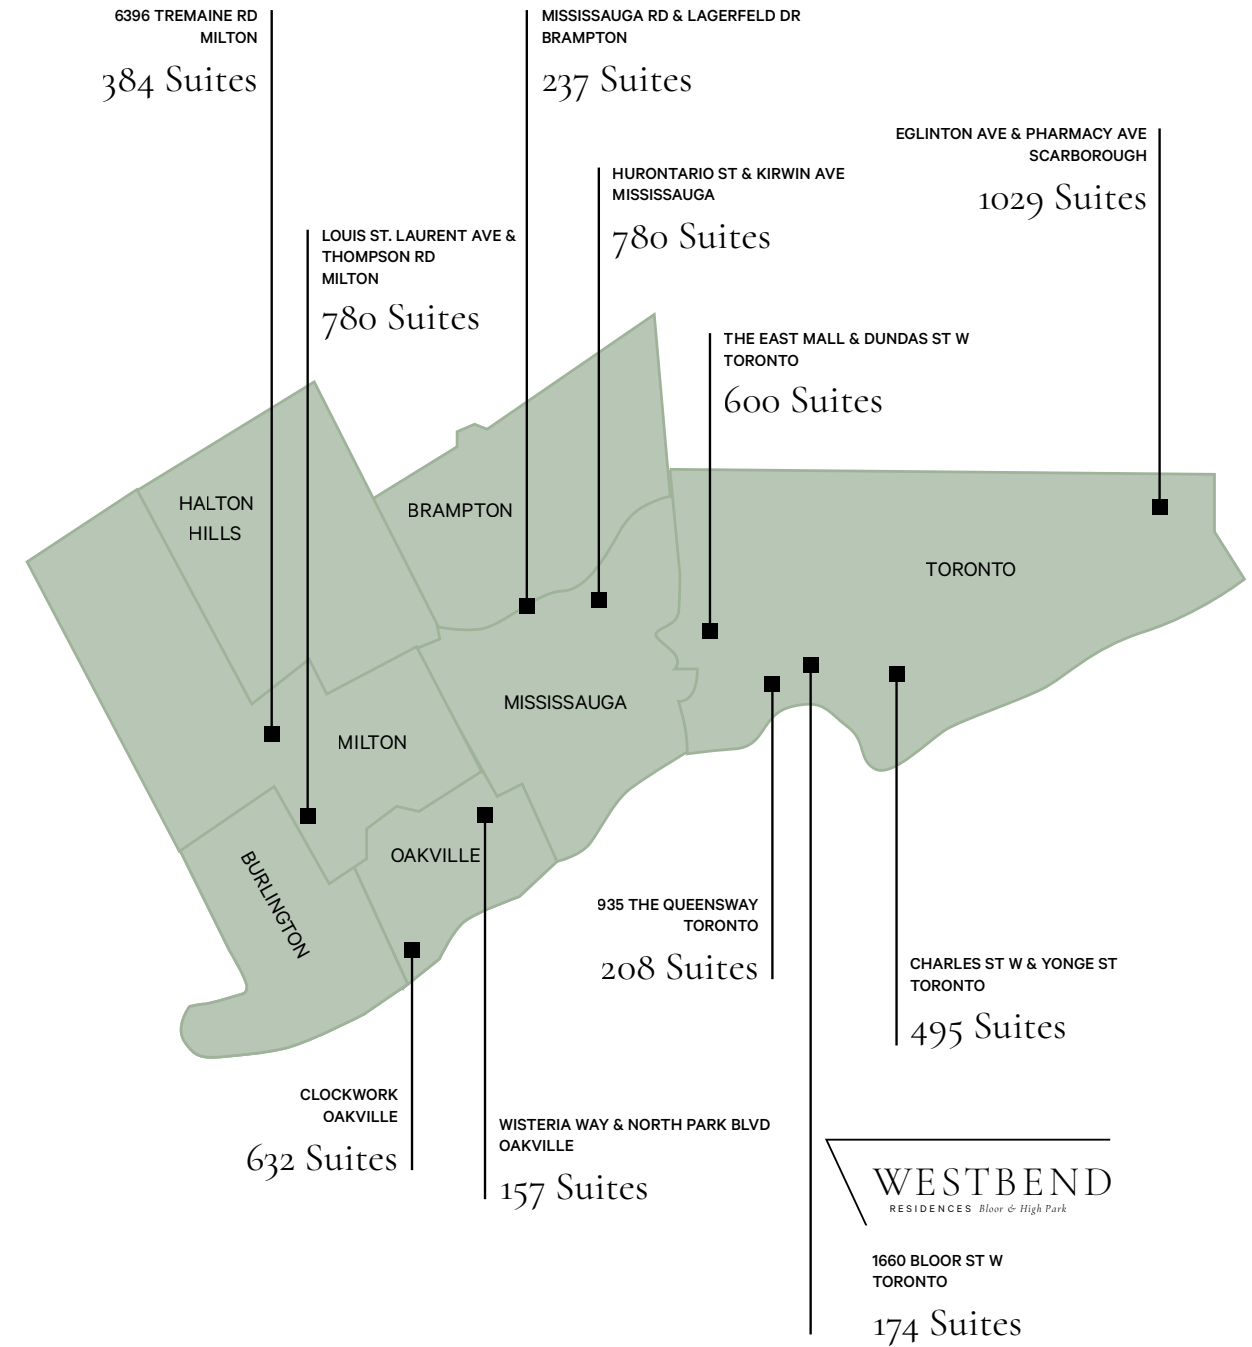 6396 TREMAINE RD
MILTON
384 Suites
MISSISSAUGA RD & LAGERFELD DR
BRAMPTON
237 Suites
EGLINTON AVE & PHARMACY AVE
SCARBOROUGH
1029 Suites
HURONTARIO ST & KIRWIN AVE
MISSISSAUGA
780 Suites
LOUIS ST. LAURENT AVE &
THOMPSON RD
MILTON
780 Suites
THE EAST MALL & DUNDAS ST W
TORONTO
600 Suites
HALTON
HILLS
BRAMPTON
TORONTO
MISSISSAUGA
MILTON
OAKVILLE
BURLINGTON
935 THE QUEENSWAY
TORONTO
208 Suites
CHARLES ST W & YONGE ST
TORONTO
495 Suites
CLOCKWORK
OAKVILLE
632 Suites
WISTERIA WAY & NORTH PARK BLVD
OAKVILLE
157 Suites
WESTBEND
RESIDENCES Bloor & High Park
1660 BLOOR ST W
TORONTO
174 Suites